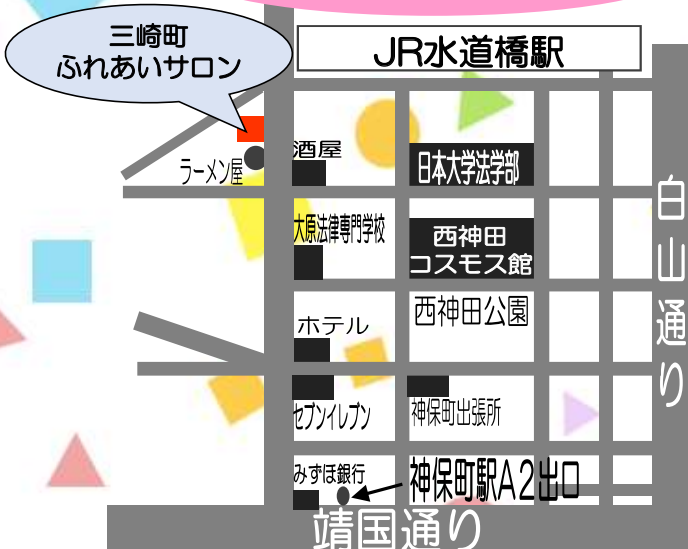 三崎町
ふれあいサロン
JR水道橋駅
酒屋
ラーメン屋
日本大学法学部
大原法律専門学校
西神田
コスモス館
西神田公園
ホテル
白山通り
セブンイレブン
神保町出張所
みずほ銀行
神保町駅A2出口
靖国通り